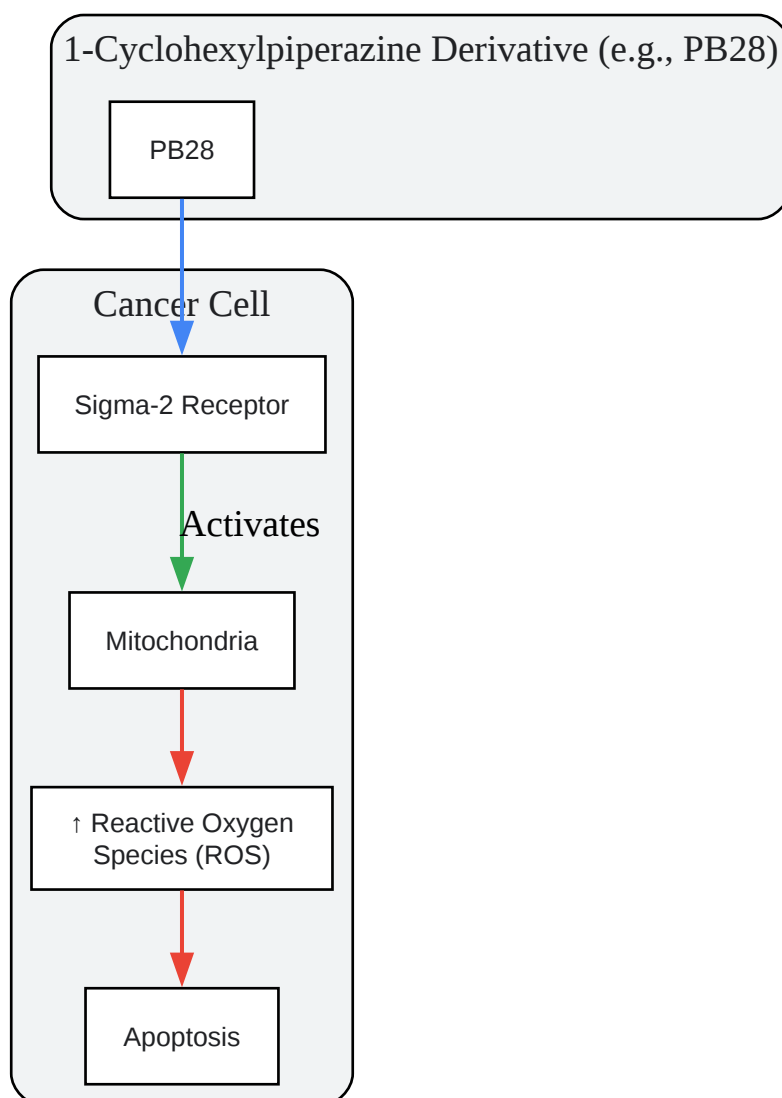 1-Cyclohexylpiperazine Derivative (e.g., PB28)
PB28
Cancer Cell
Sigma-2 Receptor
Activates
Mitochondria
↑ Reactive Oxygen
Species (ROS)
Apoptosis